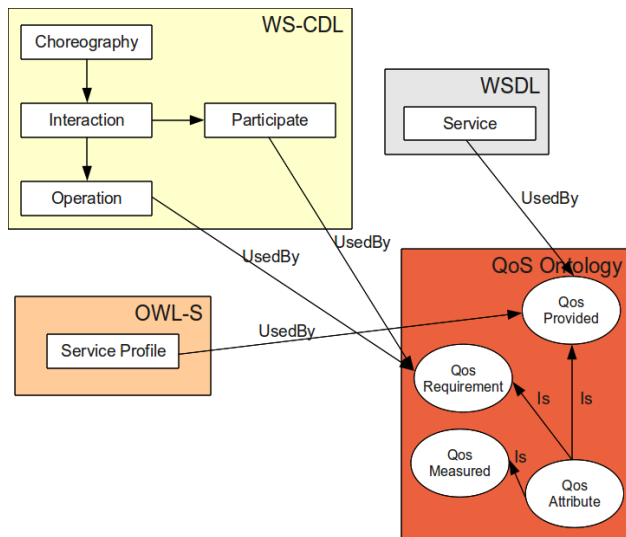 WS-CDL
Choreography
Interaction
Participate
Operation
WSDL
Service
UsedBy
UsedBy
UsedBy
QoS Ontology
Qos
Provided
OWL-S
Service Profile
UsedBy
Qos
Requirement
Is
Is
Qos
Measured
Is
Qos
Attribute